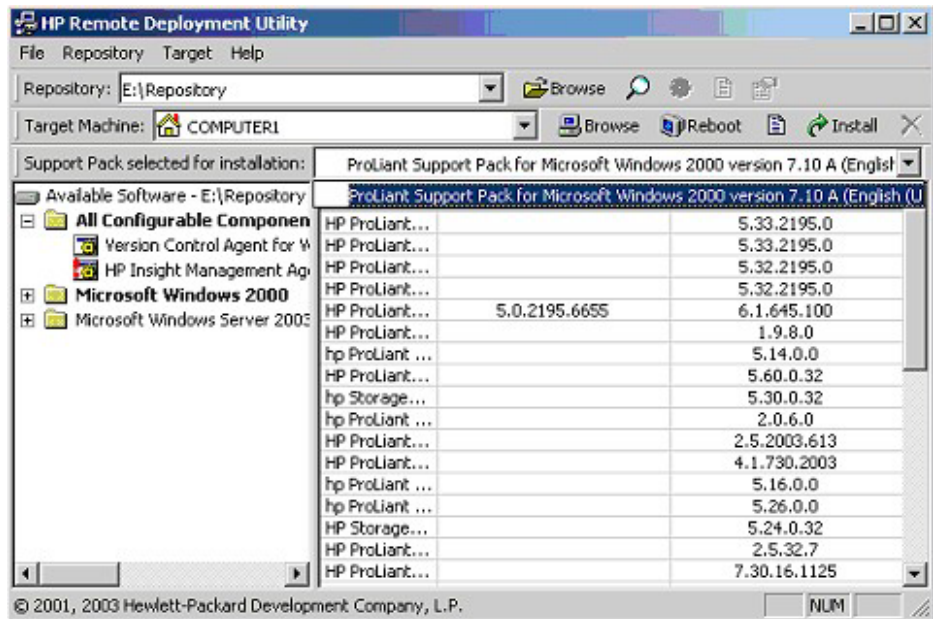 HP Remote Deployment Utility
File Repository Target Help
Repository: E:\Repository Browse
Target Machine: COMPUTER1 Browse Reboot Install
Support Pack selected for installation: ProLiant Support Pack for Microsoft Windows 2000 version 7.10 A (English
Available Software - E:\Repository ProLiant Support Pack for Microsoft Windows 2000 version 7.10 A (English (U
All Configurable Componen HP ProLiant... 5.33.2195.0
Version Control Agent for W HP ProLiant... 5.33.2195.0
HP Insight Management Age HP ProLiant... 5.32.2195.0
Microsoft Windows 2000 HP ProLiant... 5.32.2195.0
Microsoft Windows Server 2003 HP ProLiant... 5.0.2195.6655 6.1.645.100
HP ProLiant... 1.9.8.0
hp ProLiant ... 5.14.0.0
HP ProLiant... 5.60.0.32
hp Storage... 5.30.0.32
hp ProLiant ... 2.0.6.0
HP ProLiant... 2.5.2003.613
HP ProLiant... 4.1.730.2003
hp ProLiant ... 5.16.0.0
hp ProLiant ... 5.26.0.0
HP Storage... 5.24.0.32
HP ProLiant... 2.5.32.7
HP ProLiant... 7.30.16.1125
© 2001, 2003 Hewlett-Packard Development Company, L.P. NUM